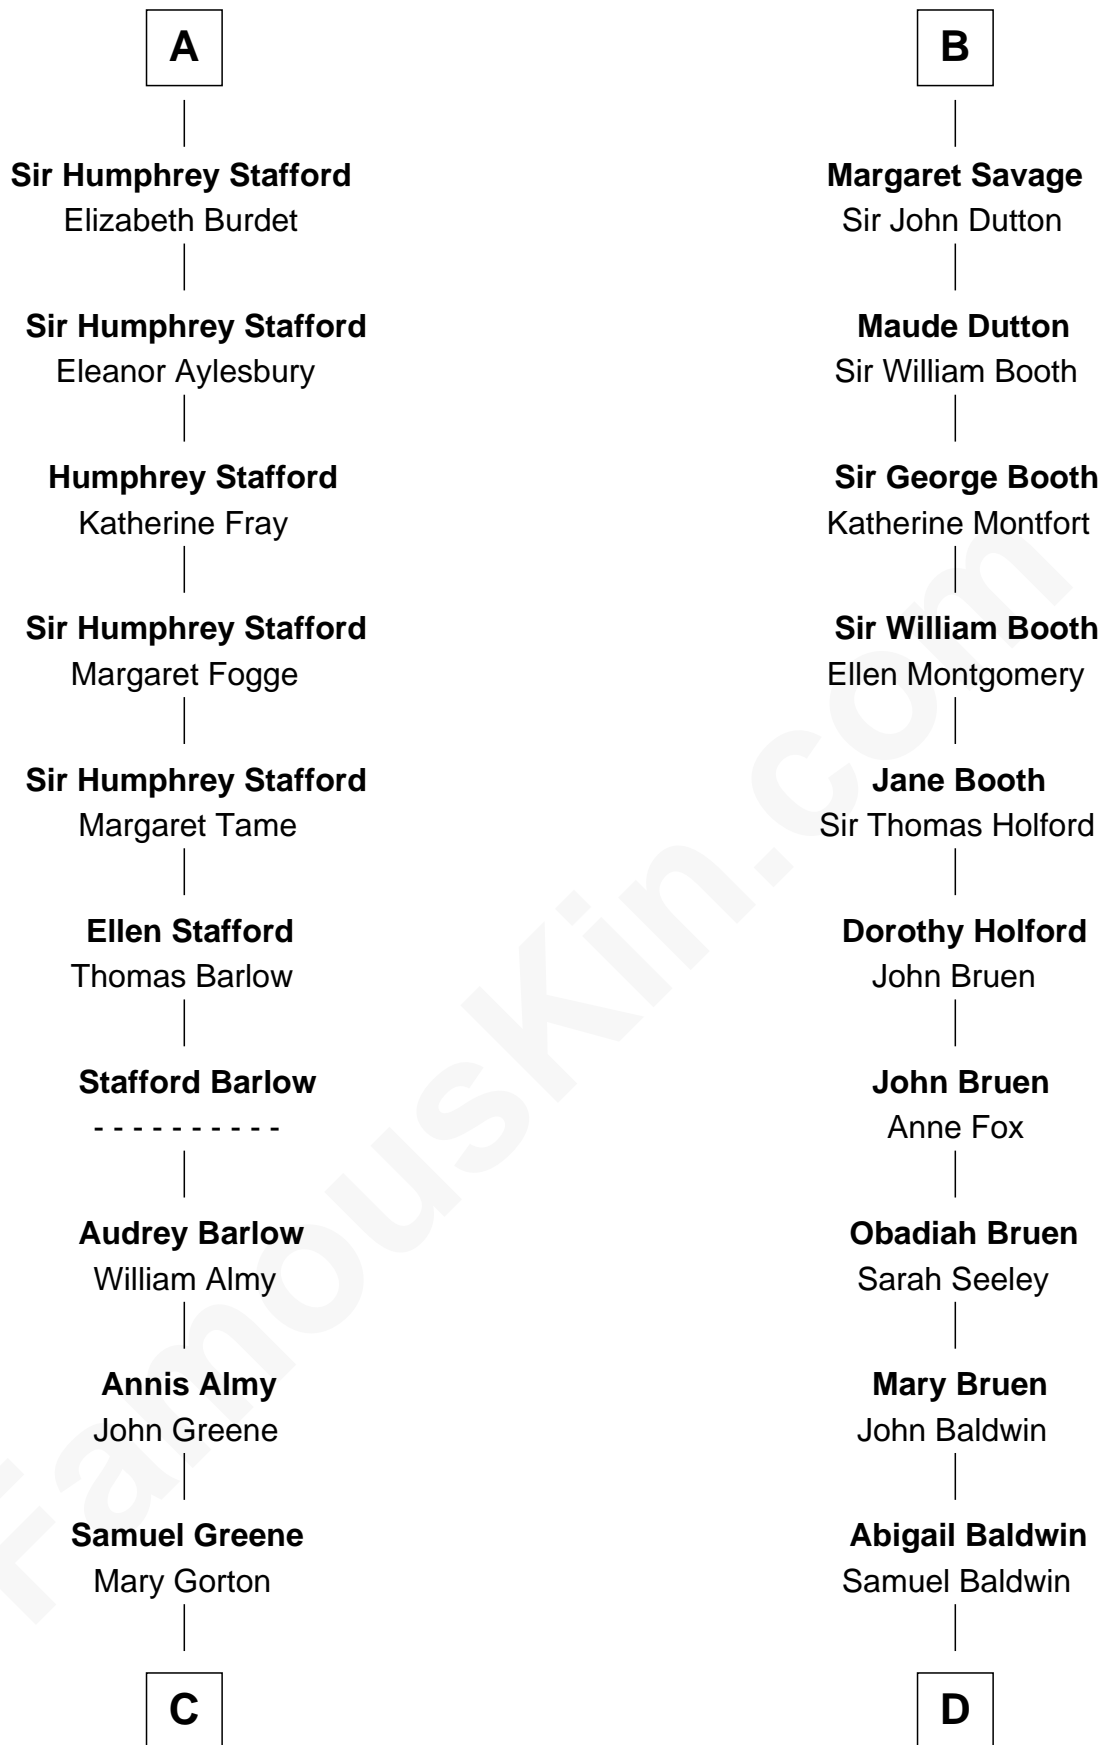 A
Sir Humphrey Stafford
Elizabeth Burdet
Sir Humphrey Stafford
Eleanor Aylesbury
Humphrey Stafford
Katherine Fray
Sir Humphrey Stafford
Margaret Fogge
Sir Humphrey Stafford
Margaret Tame
Ellen Stafford
Thomas Barlow
Stafford Barlow
- - - - - - - - - -
Audrey Barlow
William Almy
Annis Almy
John Greene
Samuel Greene
Mary Gorton
C
B
Margaret Savage
Sir John Dutton
Maude Dutton
Sir William Booth
Sir George Booth
Katherine Montfort
Sir William Booth
Ellen Montgomery
Jane Booth
Sir Thomas Holford
Dorothy Holford
John Bruen
John Bruen
Anne Fox
Obadiah Bruen
Sarah Seeley
Mary Bruen
John Baldwin
Abigail Baldwin
Samuel Baldwin
D
FamousKin.com